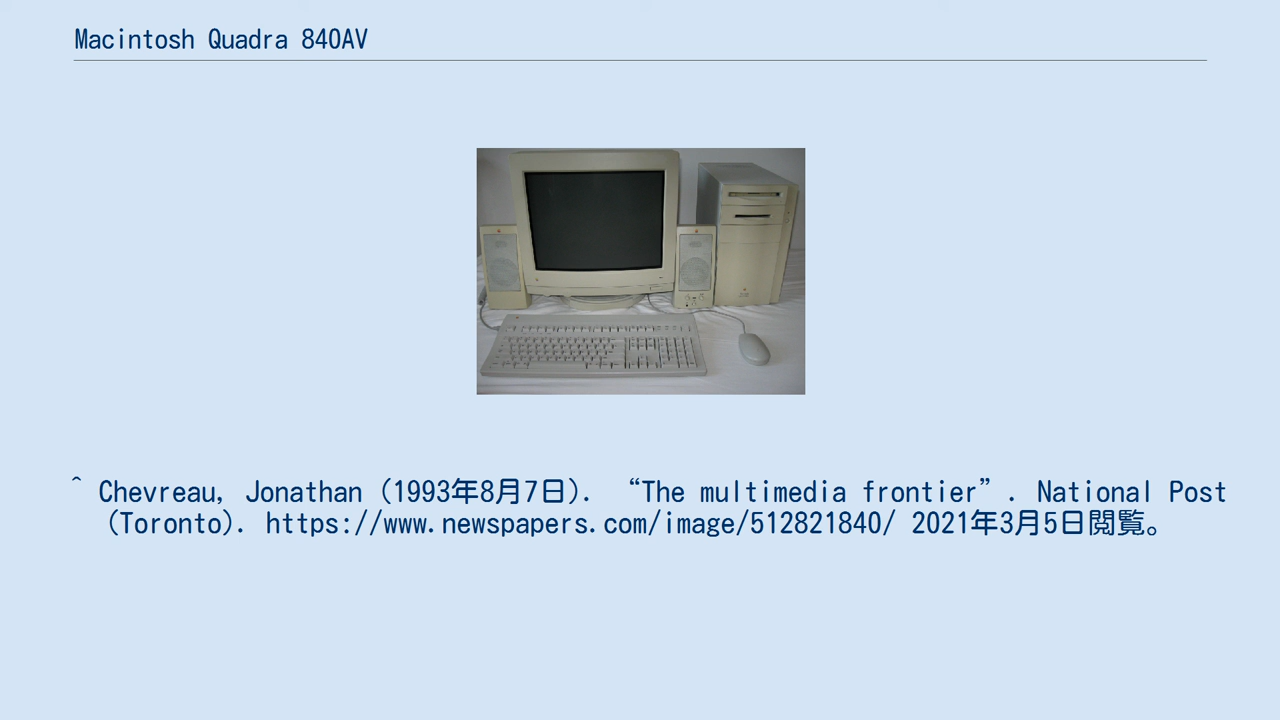 Macintosh Quadra 840AV
^ Chevreau, Jonathan (1993年8月7日). “The multimedia frontier”. National Post
(Toronto). https://www.newspapers.com/image/512821840/ 2021年3月5日閲覧。